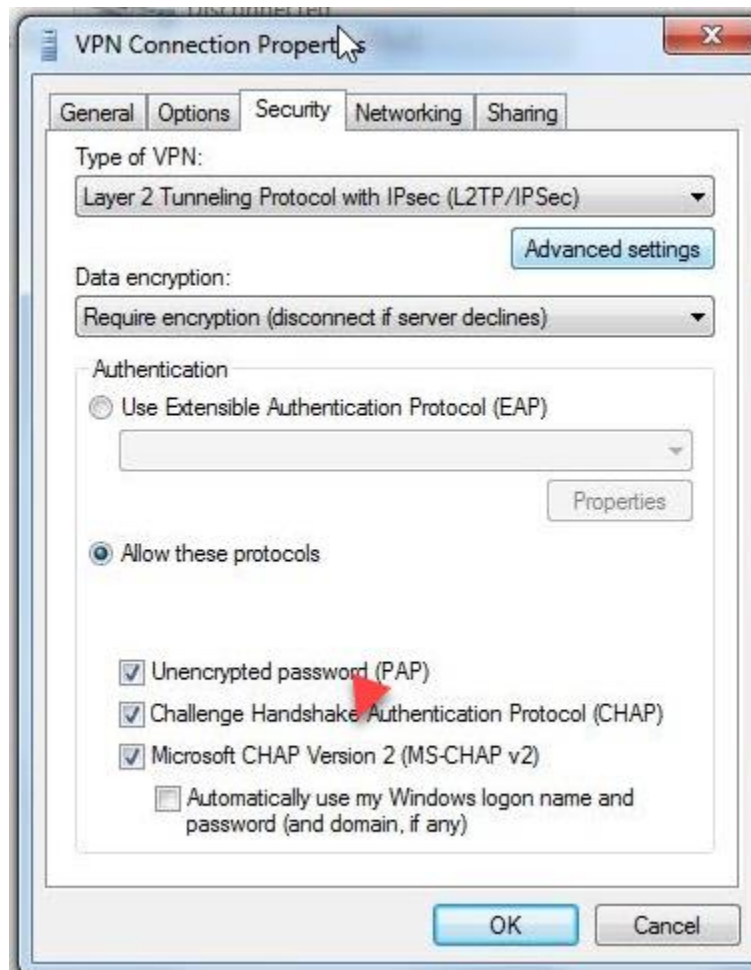 Disconnected
VPN Connection Properties
General Options Security Networking Sharing
Type of VPN:
Layer 2 Tunneling Protocol with IPsec (L2TP/IPSec)
Advanced settings
Data encryption:
Require encryption (disconnect if server declines)
Authentication
Use Extensible Authentication Protocol (EAP)
Properties
Allow these protocols
Unencrypted password (PAP)
Challenge Handshake Authentication Protocol (CHAP)
Microsoft CHAP Version 2 (MS-CHAP v2)
Automatically use my Windows logon name and
password (and domain, if any)
OK Cancel